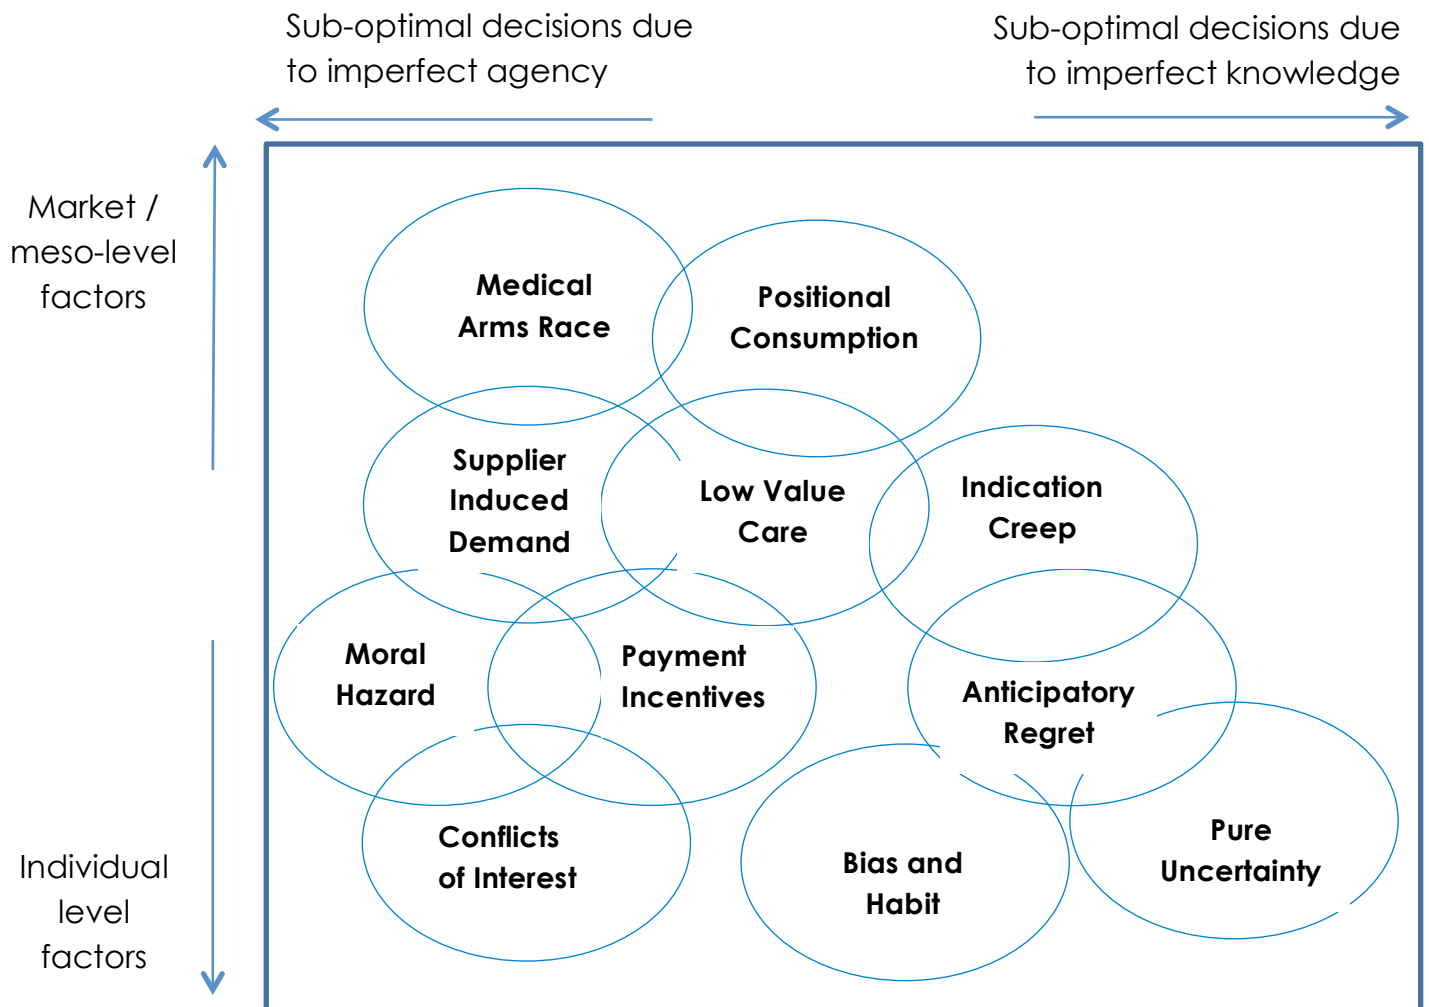 Sub-optimal decisions due
to imperfect agency
Sub-optimal decisions due
to imperfect knowledge
Market /
meso-level
factors
Medical
Arms Race
Positional
Consumption
Supplier
Induced
Demand
Low Value
Care
Indication
Creep
Moral
Hazard
Payment
Incentives
Anticipatory
Regret
Conflicts
of Interest
Bias and
Habit
Pure
Uncertainty
Individual
level
factors